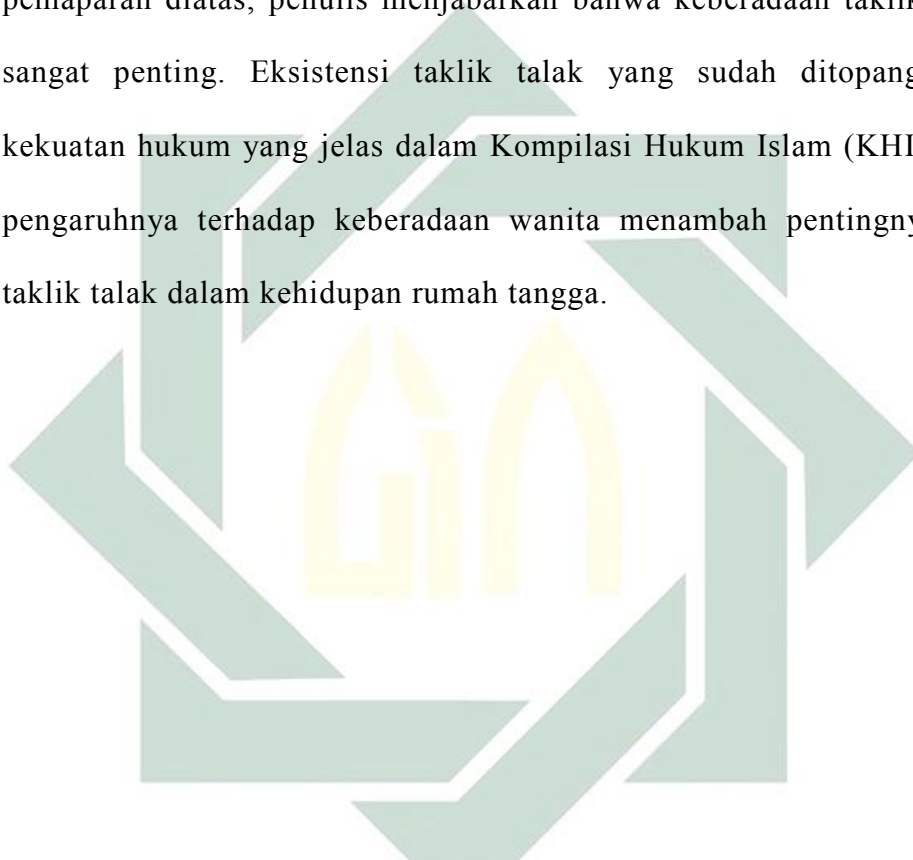 pemaparan diatas, penulis menjabarkan bahwa keberadaan taklik
sangat penting. Eksistensi taklik talak yang sudah ditopang
kekuatan hukum yang jelas dalam Kompilasi Hukum Islam (KHI
pengaruhnya terhadap keberadaan wanita menambah pentingny
taklik talak dalam kehidupan rumah tangga.